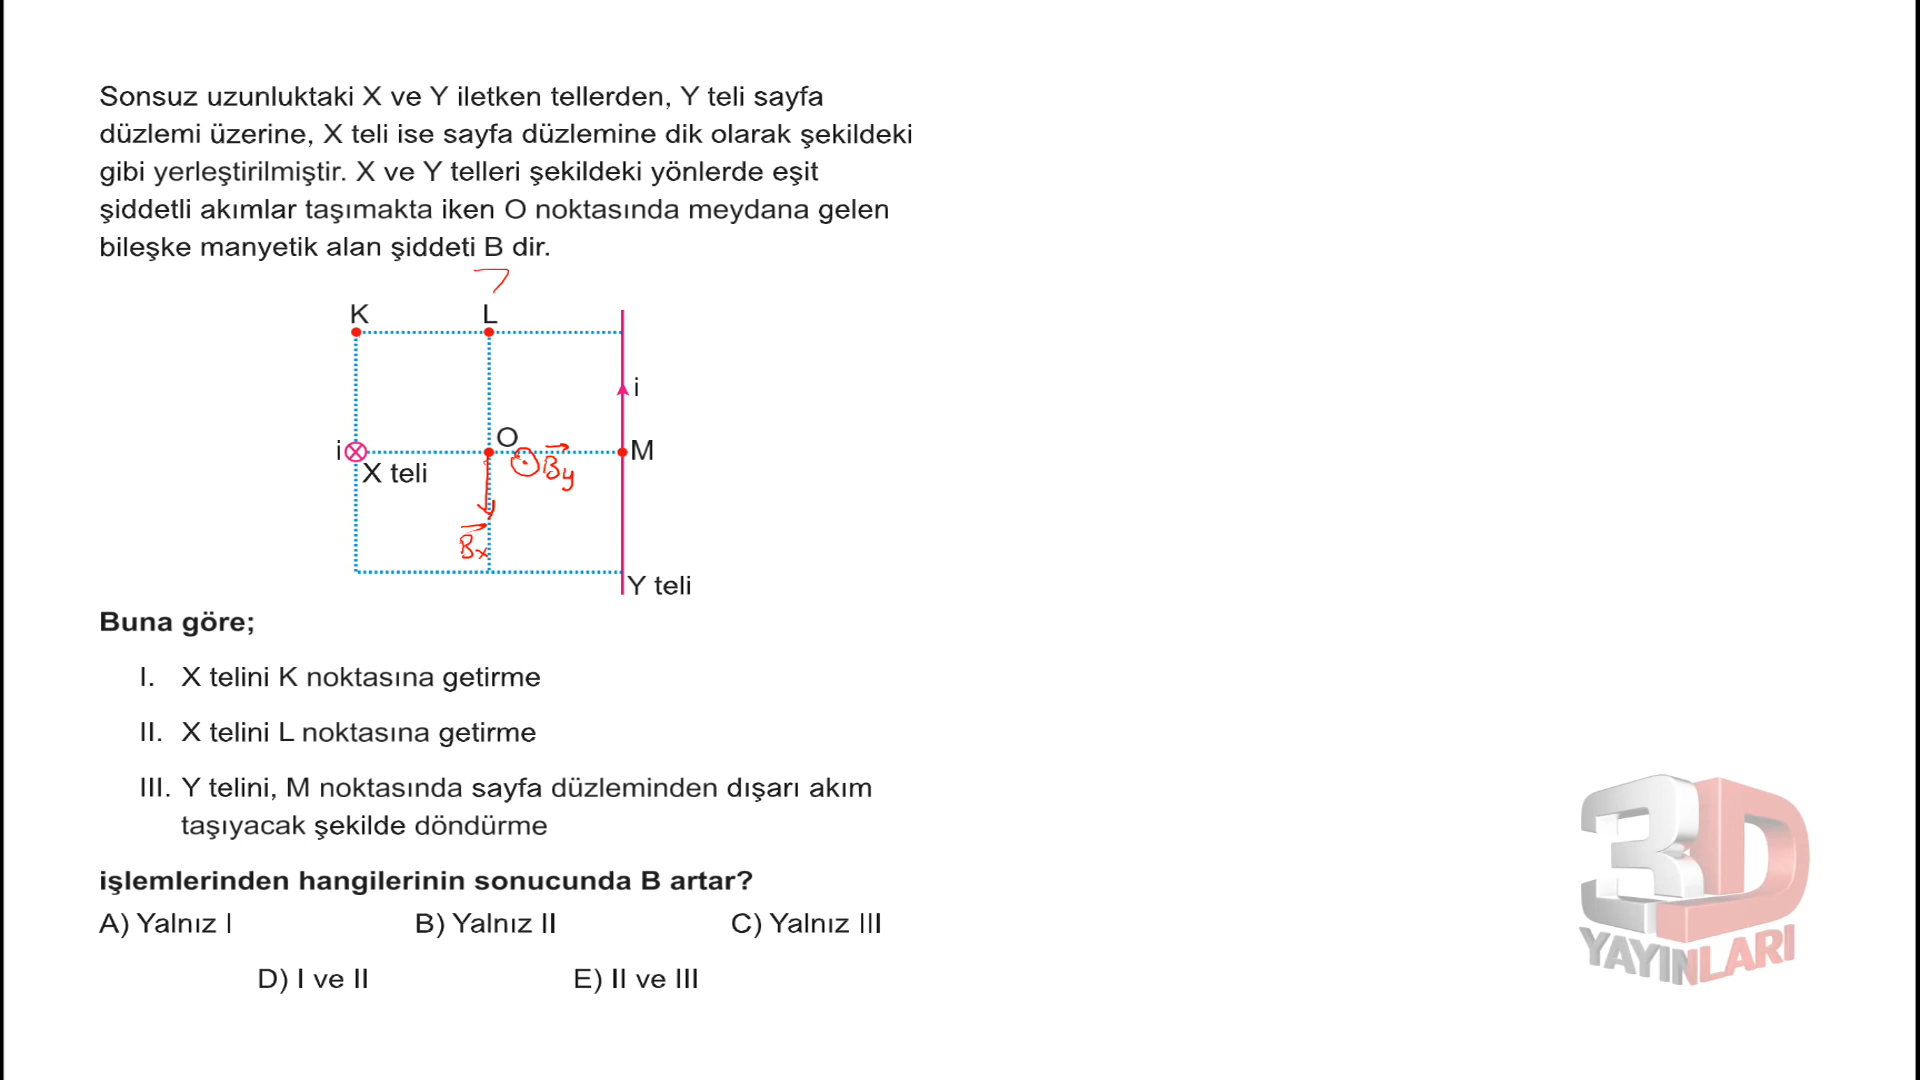 Sonsuz uzunluktaki X ve Y iletken tellerden, Y teli sayfa
düzlemi üzerine, X teli ise sayfa düzlemine dik olarak şekildeki
gibi yerleştirilmiştir. X ve Y telleri şekildeki yönlerde eşit
şiddetli akımlar taşımakta iken O noktasında meydana gelen
bileşke manyetik alan şiddeti B dir.
K L
i
O
i M
X teli
By
Bx
Y teli
Buna göre;
I. X telini K noktasına getirme
II. X telini L noktasına getirme
III. Y telini, M noktasında sayfa düzleminden dışarı akım
taşıyacak şekilde döndürme
işlemlerinden hangilerinin sonucunda B artar?
A) Yalnız I B) Yalnız II C) Yalnız III
D) I ve II E) II ve III
3D
YAYINLARI